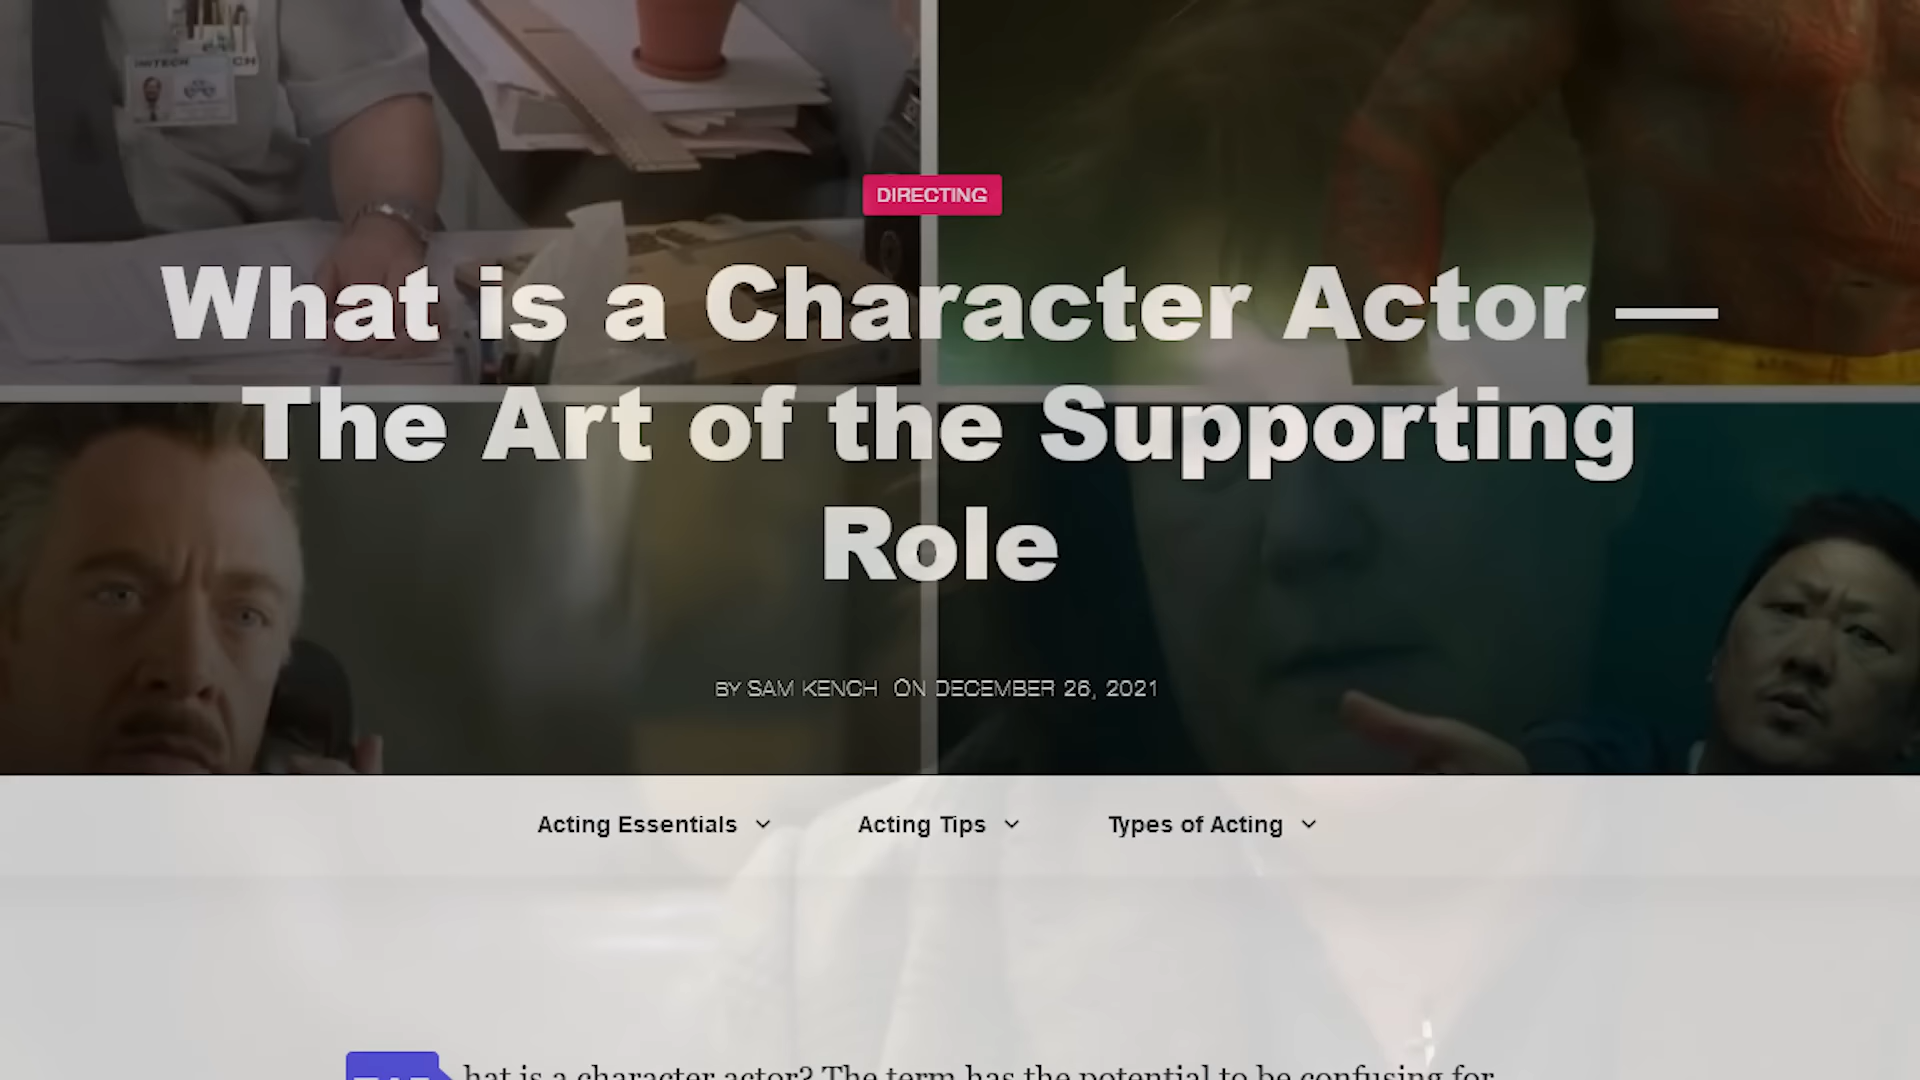 INITECH
CH
DIRECTING
What is a Character Actor —
The Art of the Supporting
Role
BY SAM KENCH ON DECEMBER 26, 2021
Acting Essentials
Acting Tips
Types of Acting
hat is a character actor? The term has the potential to be confusing for